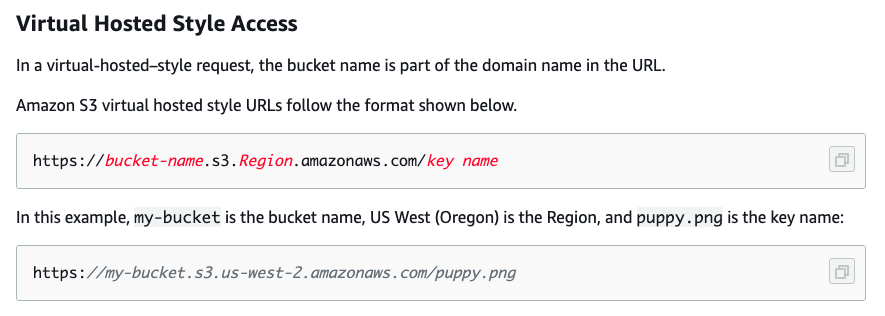 Virtual Hosted Style Access
In a virtual-hosted–style request, the bucket name is part of the domain name in the URL.
Amazon S3 virtual hosted style URLs follow the format shown below.
https://bucket-name.s3.Region.amazonaws.com/key name
In this example, my-bucket is the bucket name, US West (Oregon) is the Region, and puppy.png is the key name:
https://my-bucket.s3.us-west-2.amazonaws.com/puppy.png